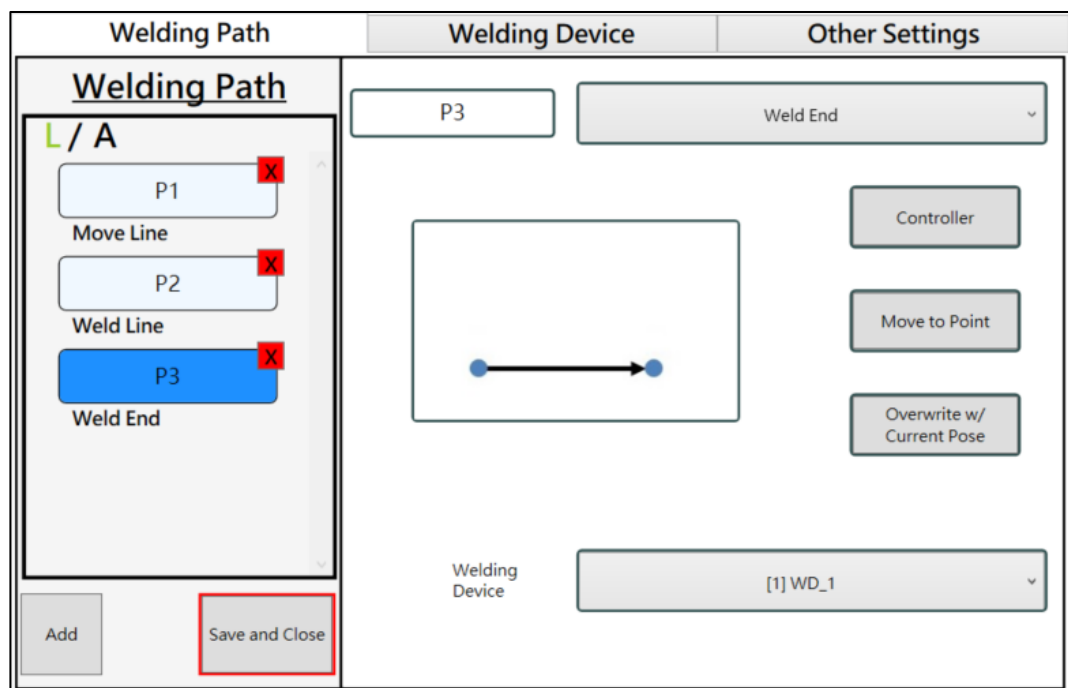 Welding Path
Welding Device
Other Settings
Welding Path
L / A
X
P1
Move Line
X
P2
Weld Line
X
P3
Weld End
Add
Save and Close
P3
Weld End
Controller
Move to Point
Overwrite w/
Current Pose
Welding
Device
[1] WD_1